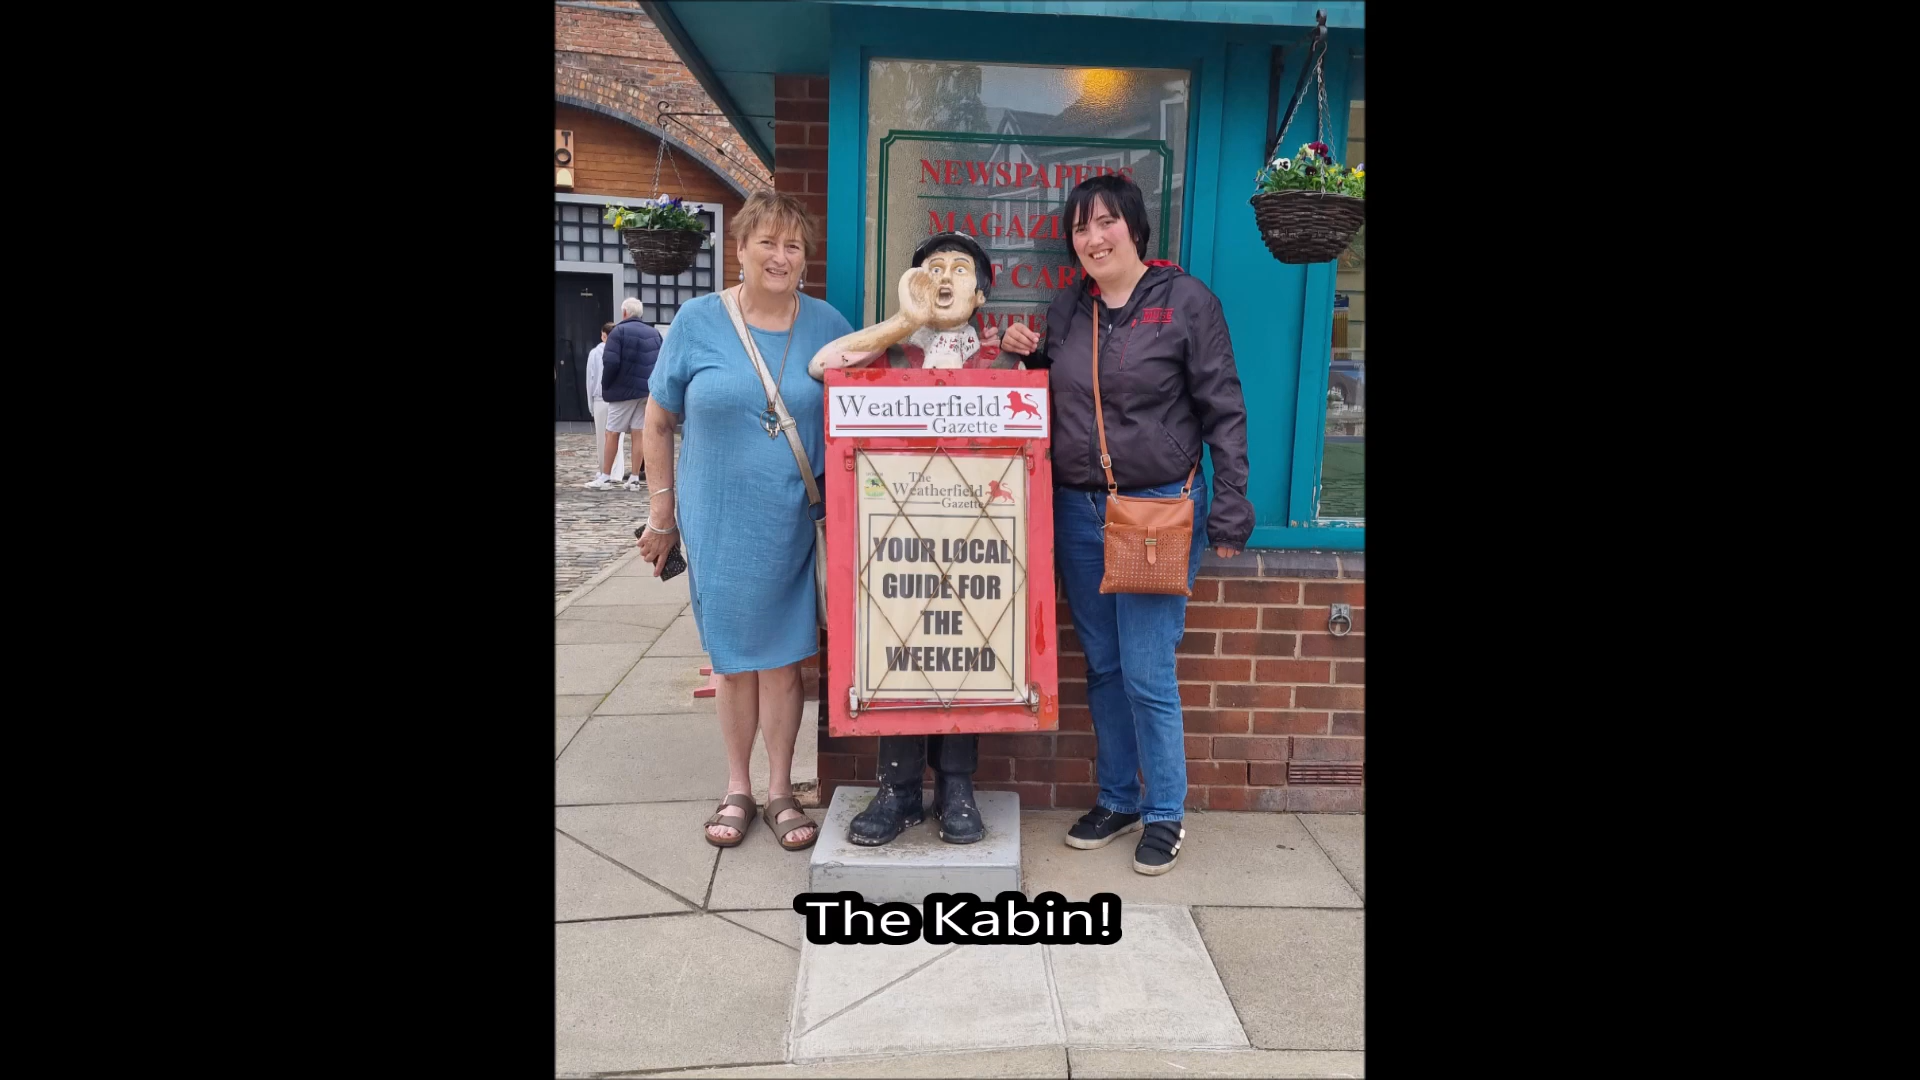 NEWSPAPERS
Weatherfield
Gazette
The
Weatherfield
Gazette
YOUR LOCAL
GUIDE FOR
THE
WEEKEND
The Kabin!